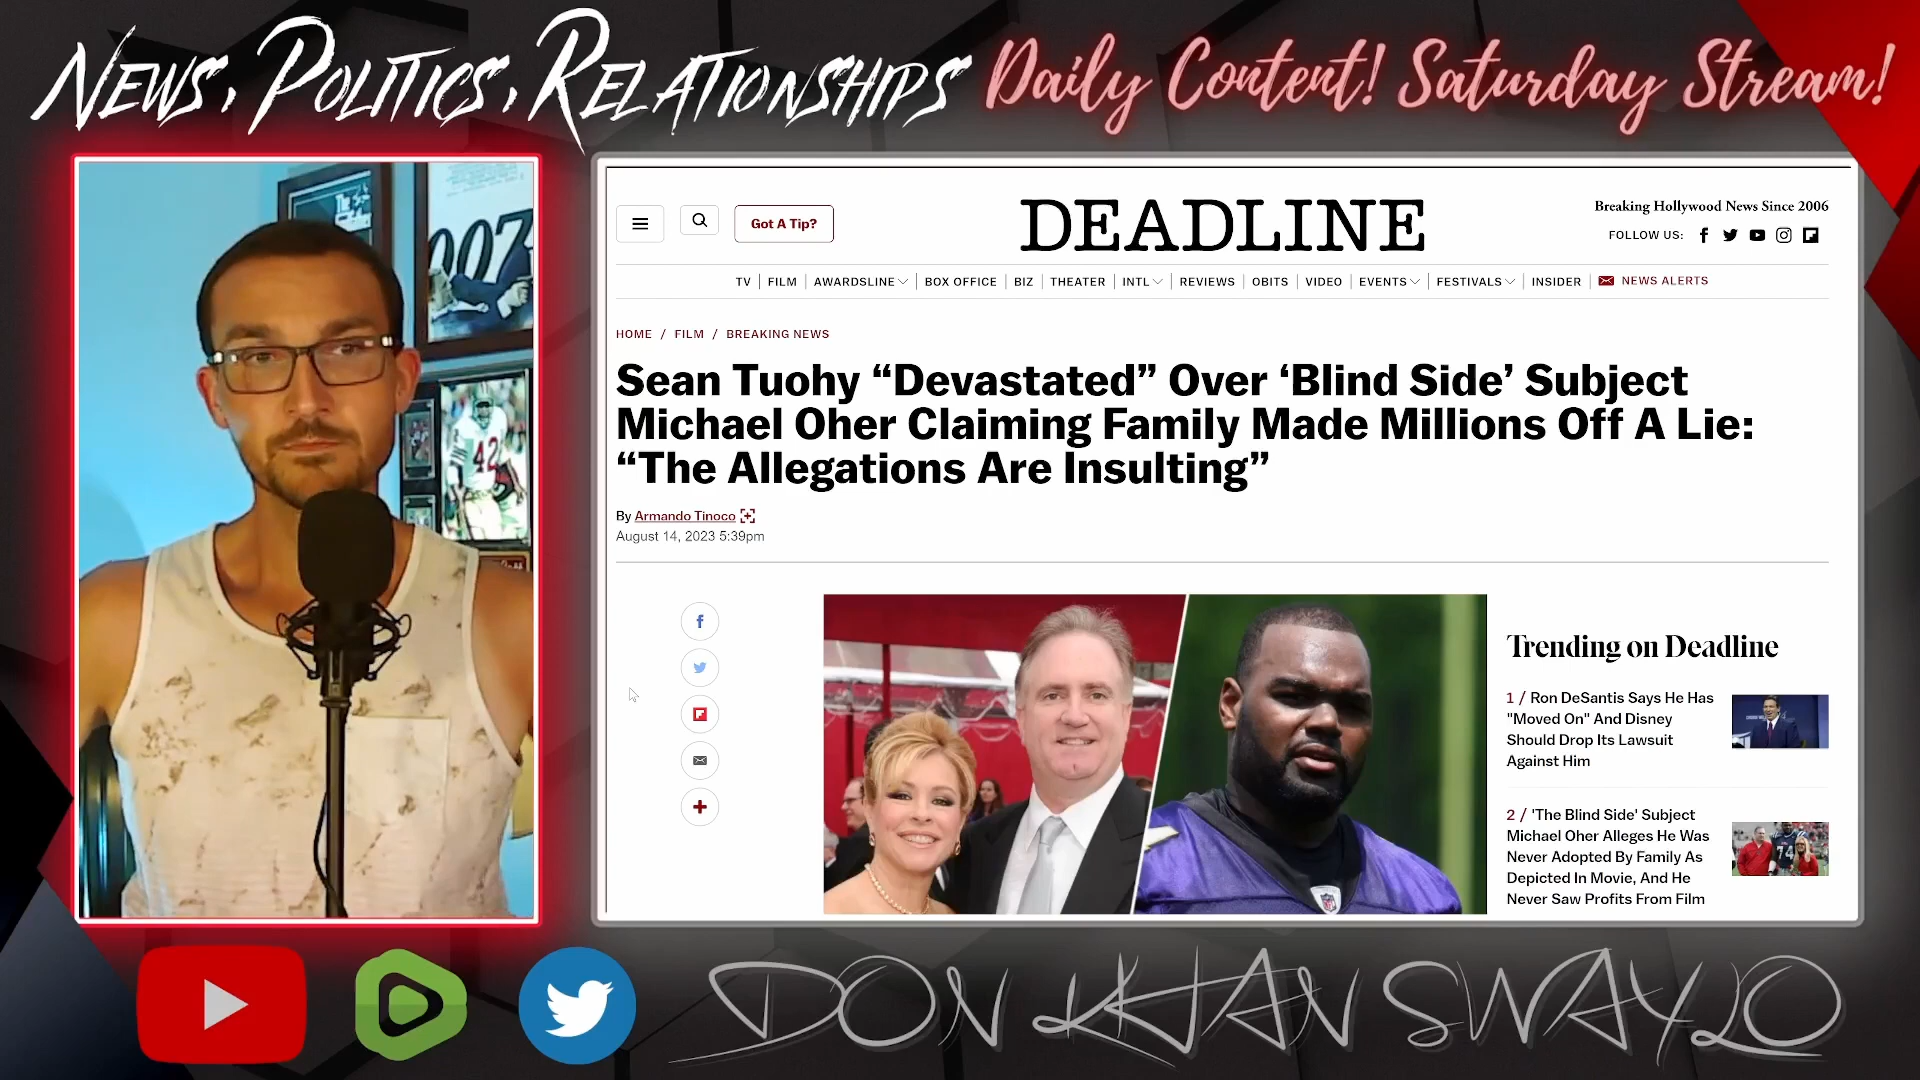 NEWS, POLITICS, RELATIONSHIPS
Daily Content! Saturday Stream!
007
42
Got A Tip?
DEADLINE
Breaking Hollywood News Since 2006
FOLLOW US:
TV | FILM | AWARDSLINE | BOX OFFICE | BIZ | THEATER | INTL | REVIEWS | OBITS | VIDEO | EVENTS | FESTIVALS | INSIDER | NEWS ALERTS
HOME / FILM / BREAKING NEWS
Sean Tuohy “Devastated” Over ‘Blind Side’ Subject
Michael Oher Claiming Family Made Millions Off A Lie:
“The Allegations Are Insulting”
By Armando Tinoco
August 14, 2023 5:39pm
NFL
Trending on Deadline
1 / Ron DeSantis Says He Has
"Moved On" And Disney
Should Drop Its Lawsuit
Against Him
2 / 'The Blind Side' Subject
Michael Oher Alleges He Was
Never Adopted By Family As
Depicted In Movie, And He
Never Saw Profits From Film
74
DON KHAN SWAYLO